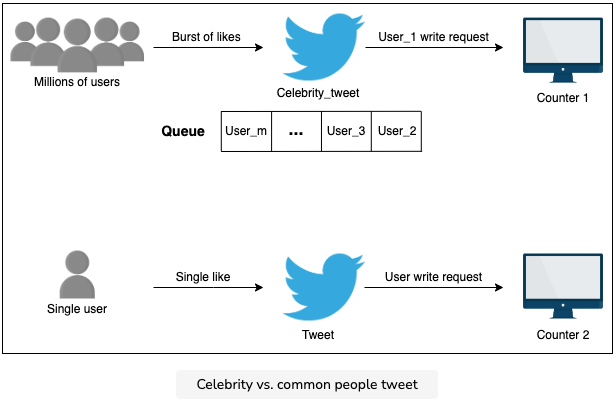 Burst of likes
User_1 write request
Millions of users
Celebrity_tweet
Counter 1
Queue
User_m
...
User_3
User_2
Single like
User write request
Single user
Tweet
Counter 2
Celebrity vs. common people tweet